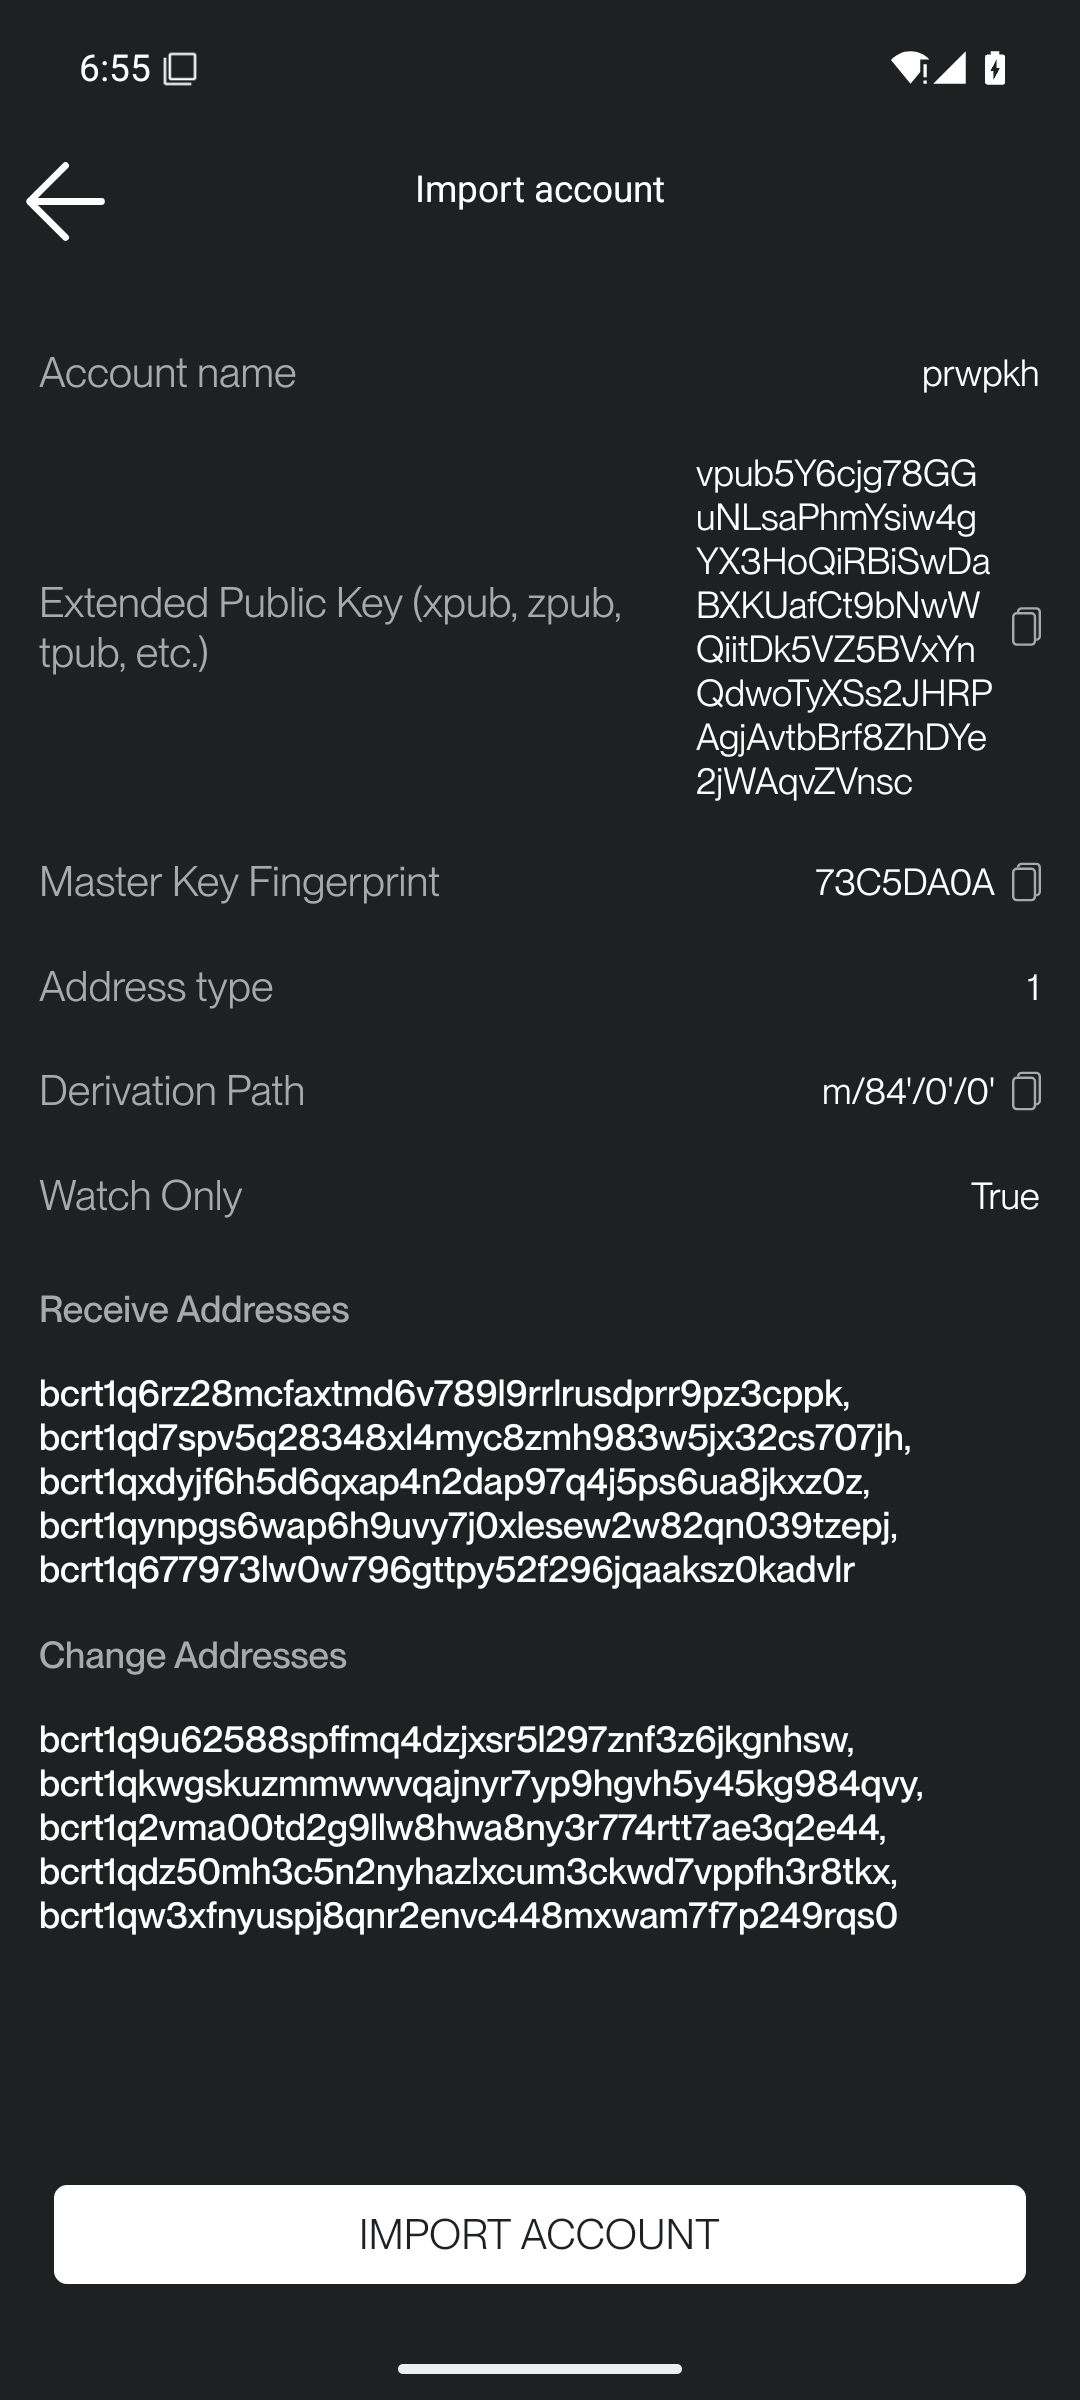 6:55
Import account
Account name
prwpkh
Extended Public Key (xpub, zpub,
tpub, etc.)
vpub5Y6cjg78GG
uNLsaPhmYsiw4g
YX3HoQiRBiSwDa
BXKUafCt9bNwW
QiitDk5VZ5BVxYn
QdwoTyXSs2JHRP
AgjAvtbBrf8ZhDYe
2jWAqvZVnsc
Master Key Fingerprint
73C5DA0A
Address type
1
Derivation Path
m/84'/0'/0'
Watch Only
True
Receive Addresses
bcrt1q6rz28mcfaxtmd6v789l9rrlrusdprr9pz3cppk,
bcrt1qd7spv5q28348xl4myc8zmh983w5jx32cs707jh,
bcrt1qxdyjf6h5d6qxap4n2dap97q4j5ps6ua8jkxz0z,
bcrt1qynpgs6wap6h9uvy7j0xlesew2w82qn039tzepj,
bcrt1q677973lw0w796gttpy52f296jqaaksz0kadvlr
Change Addresses
bcrt1q9u62588spffmq4dzjxsr5l297znf3z6jkgnhsw,
bcrt1qkwgskuzmmwwvqajnyr7yp9hgvh5y45kg984qvy,
bcrt1q2vma00td2g9llw8hwa8ny3r774rtt7ae3q2e44,
bcrt1qdz50mh3c5n2nyhazlxcum3ckwd7vppfh3r8tkx,
bcrt1qw3xfnyuspj8qnr2envc448mxwam7f7p249rqs0
IMPORT ACCOUNT